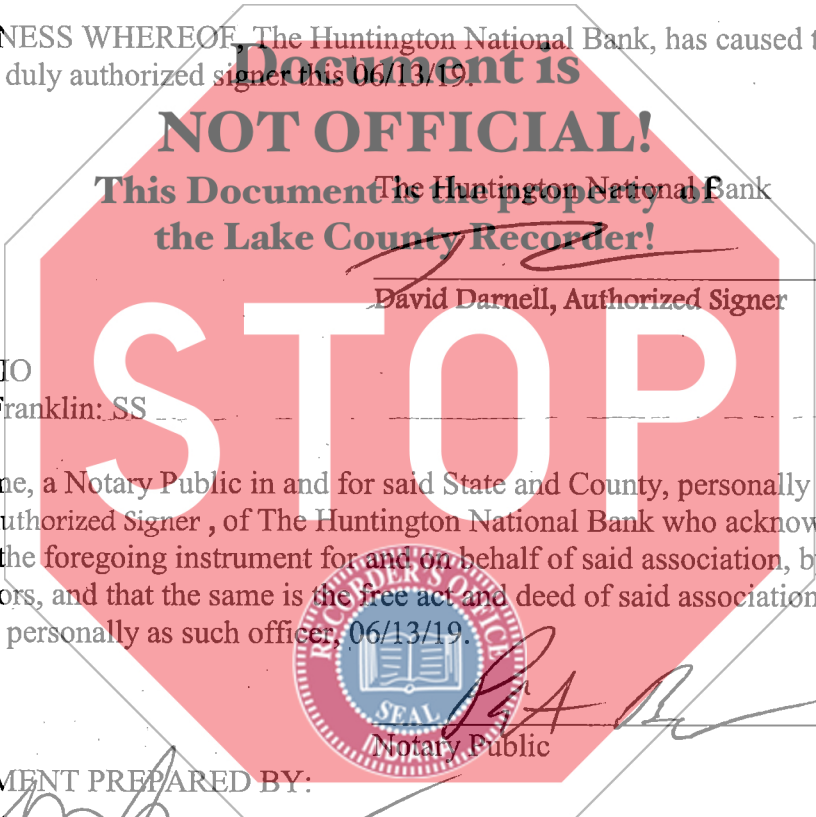 NESS WHEREOF, The Huntington National Bank, has caused t
duly authorized signer this 06/13/19.
Document is
NOT OFFICIAL!
This Document is the property of
the Lake County Recorder!
The Huntington National Bank
David Darnell, Authorized Signer
STOP
IO
Franklin: SS
ne, a Notary Public in and for said State and County, personally
uthorized Signer , of The Huntington National Bank who acknow
the foregoing instrument for and on behalf of said association, b
ors, and that the same is the free act and deed of said association
personally as such officer, 06/13/19.
RECORDER'S OFFICE
SEAL
INDIANA
Notary Public
MENT PREPARED BY: